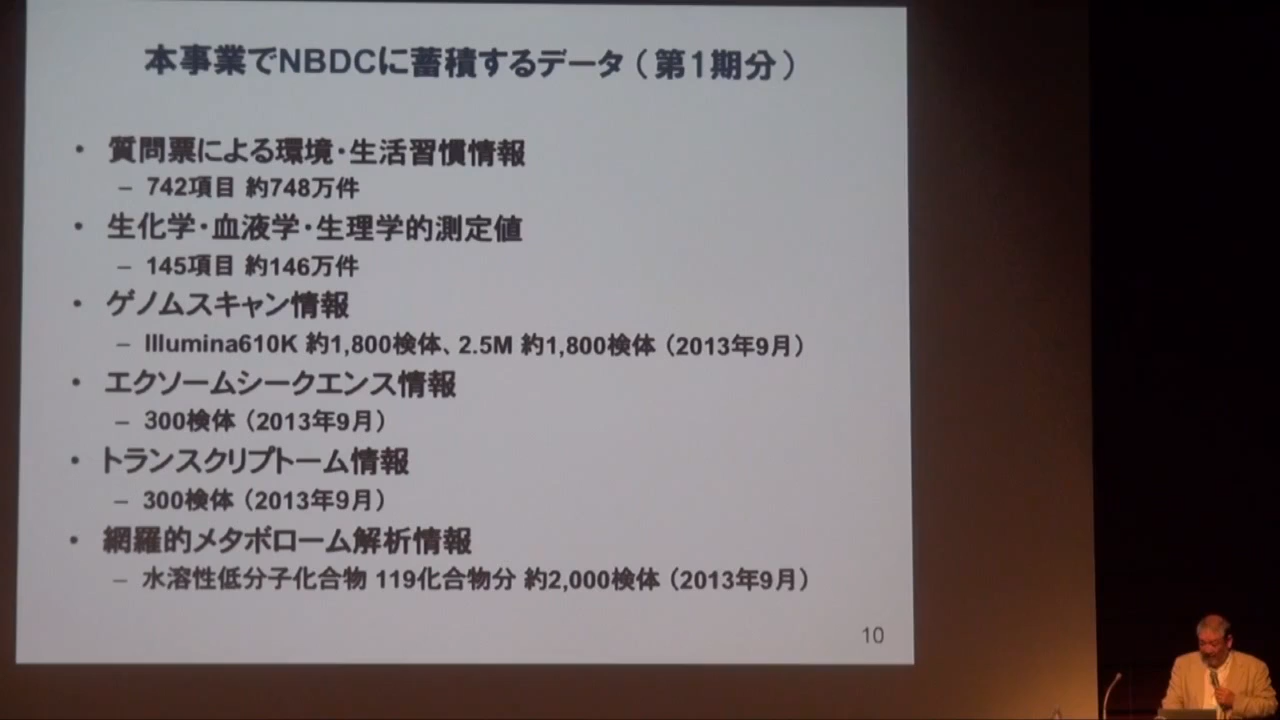 本事業でNBDCに蓄積するデータ（第1期分）
・ 質問票による環境・生活習慣情報
– 742項目 約748万件
・ 生化学・血液学・生理学的測定値
– 145項目 約146万件
・ ゲノムスキャン情報
– Illumina610K 約1,800検体、2.5M 約1,800検体（2013年9月）
・ エクソームシークエンス情報
– 300検体（2013年9月）
・ トランスクリプトーム情報
– 300検体（2013年9月）
・ 網羅的メタボローム解析情報
– 水溶性低分子化合物 119化合物分 約2,000検体（2013年9月）
10